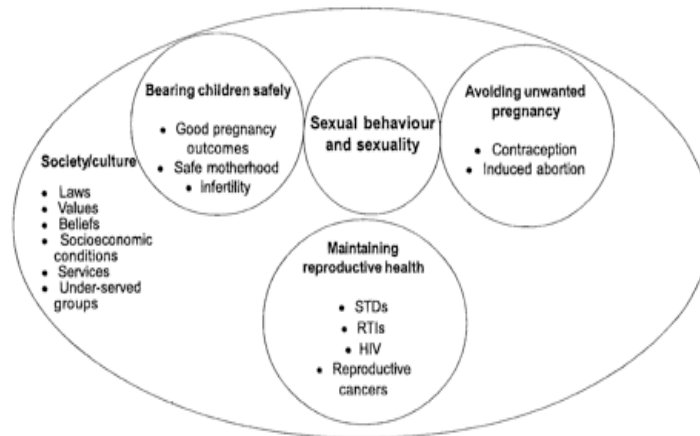 Bearing children safely
• Good pregnancy
outcomes
• Safe motherhood
• infertility
Sexual behaviour
and sexuality
Avoiding unwanted
pregnancy
• Contraception
• Induced abortion
Society/culture
• Laws
• Values
• Beliefs
• Socioeconomic
conditions
• Services
• Under-served
groups
Maintaining
reproductive health
• STDs
• RTIs
• HIV
• Reproductive
cancers